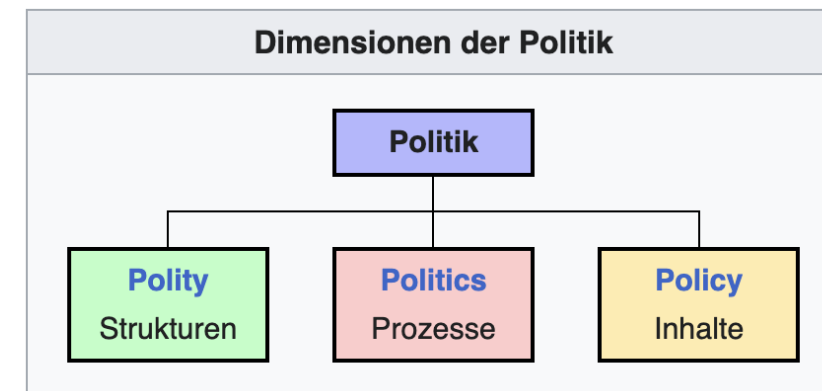 Dimensionen der Politik
Politik
Polity
Strukturen
Politics
Prozesse
Policy
Inhalte